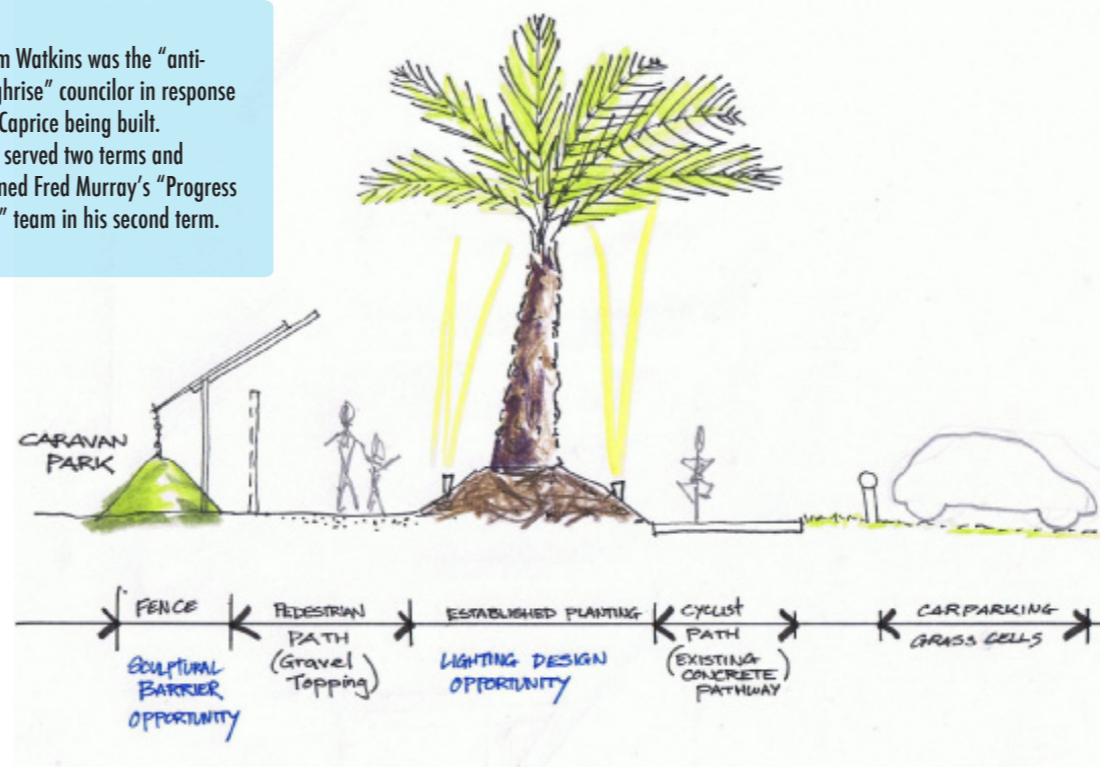 m Watkins was the “anti-
ghrise” councilor in response
Caprice being built.
served two terms and
ned Fred Murray’s “Progress
” team in his second term.
CARAVAN
PARK
FENCE
SCULPTURAL
BARRIER
OPPORTUNITY
PEDESTRIAN
PATH
(Gravel
Topping)
ESTABLISHED PLANTING
LIGHTING DESIGN
OPPORTUNITY
CYCLIST
PATH
(EXISTING
CONCRETE
PATHWAY)
CARPARKING
GRASS CELLS